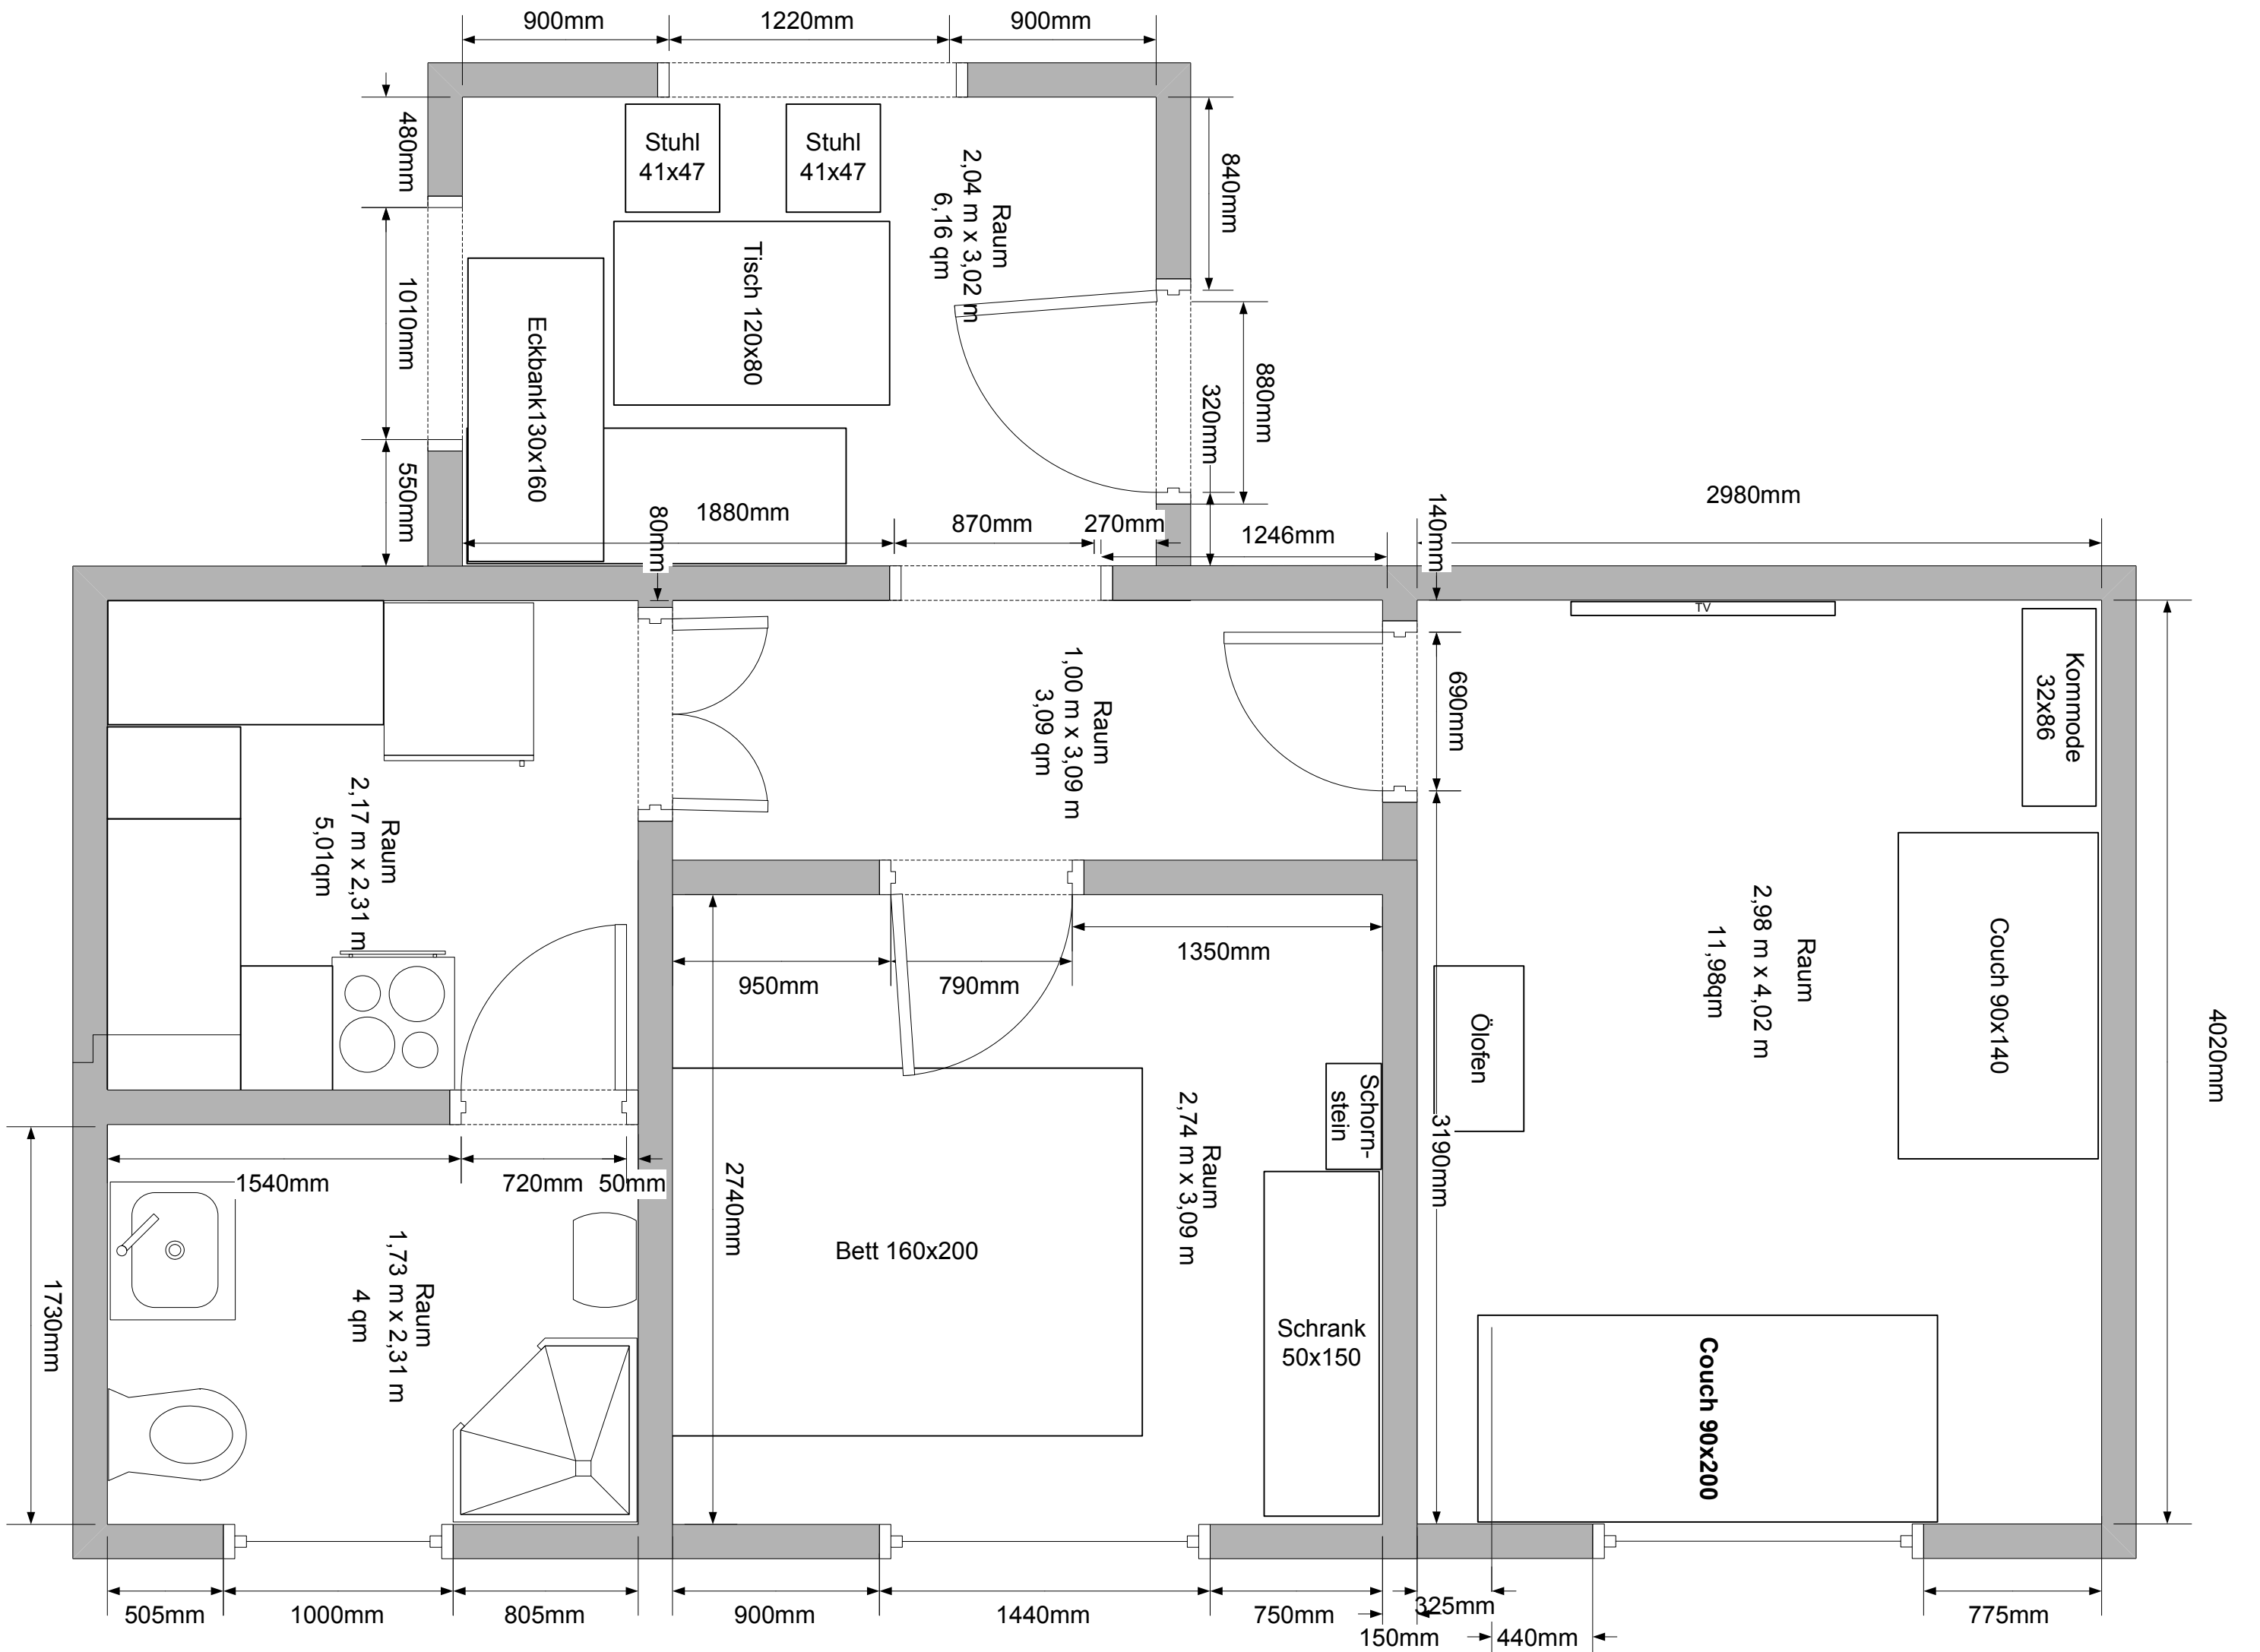 900mm
1220mm
900mm
480mm
1010mm
550mm
Stuhl
41x47
Stuhl
41x47
Raum
2,04 m x 3,02 m
6,16 qm
Tisch 120x80
Eckbank130x160
840mm
880mm
320mm
1880mm
80mm
870mm
270mm
1246mm
140mm
2980mm
TV
Kommode
32x86
690mm
Raum
1,00 m x 3,09 m
3,09 qm
Raum
2,17 m x 2,31 m
5,01qm
Raum
2,98 m x 4,02 m
11,98qm
Couch 90x140
4020mm
950mm
790mm
1350mm
Ölofen
Schorn-
stein
3190mm
Raum
2,74 m x 3,09 m
2740mm
Bett 160x200
Schrank
50x150
Couch 90x200
1540mm
720mm
50mm
1730mm
Raum
1,73 m x 2,31 m
4 qm
505mm
1000mm
805mm
900mm
1440mm
750mm
325mm
775mm
150mm
440mm